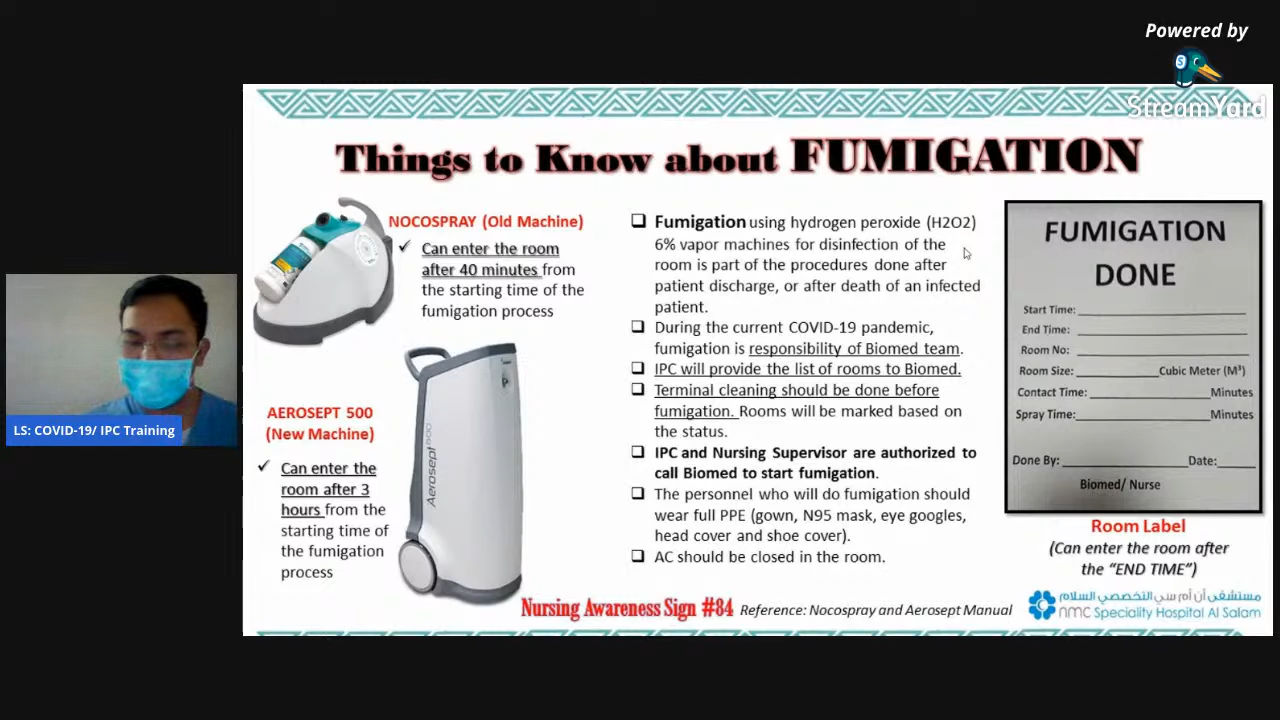 Powered by
StreamYard
Things to Know about FUMIGATION
NOCOSPRAY (Old Machine)
Can enter the room
after 40 minutes from
the starting time of the
fumigation process
AEROSEPT 500
(New Machine)
Can enter the
room after 3
hours from the
starting time of
the fumigation
process
Aerosept 500
Fumigation using hydrogen peroxide (H2O2)
6% vapor machines for disinfection of the
room is part of the procedures done after
patient discharge, or after death of an infected
patient.
During the current COVID-19 pandemic,
fumigation is responsibility of Biomed team.
IPC will provide the list of rooms to Biomed.
Terminal cleaning should be done before
fumigation. Rooms will be marked based on
the status.
IPC and Nursing Supervisor are authorized to
call Biomed to start fumigation.
The personnel who will do fumigation should
wear full PPE (gown, N95 mask, eye googles,
head cover and shoe cover).
AC should be closed in the room.
FUMIGATION
DONE
Start Time:
End Time:
Room No:
Room Size: Cubic Meter (M³)
Contact Time: Minutes
Spray Time: Minutes
Done By: Date:
Biomed/ Nurse
Room Label
(Can enter the room after
the “END TIME”)
Nursing Awareness Sign #84 Reference: Nocospray and Aerosept Manual
مستشفى أن أم سي التخصصي السلام
nmc Speciality Hospital Al Salam
LS: COVID-19/ IPC Training